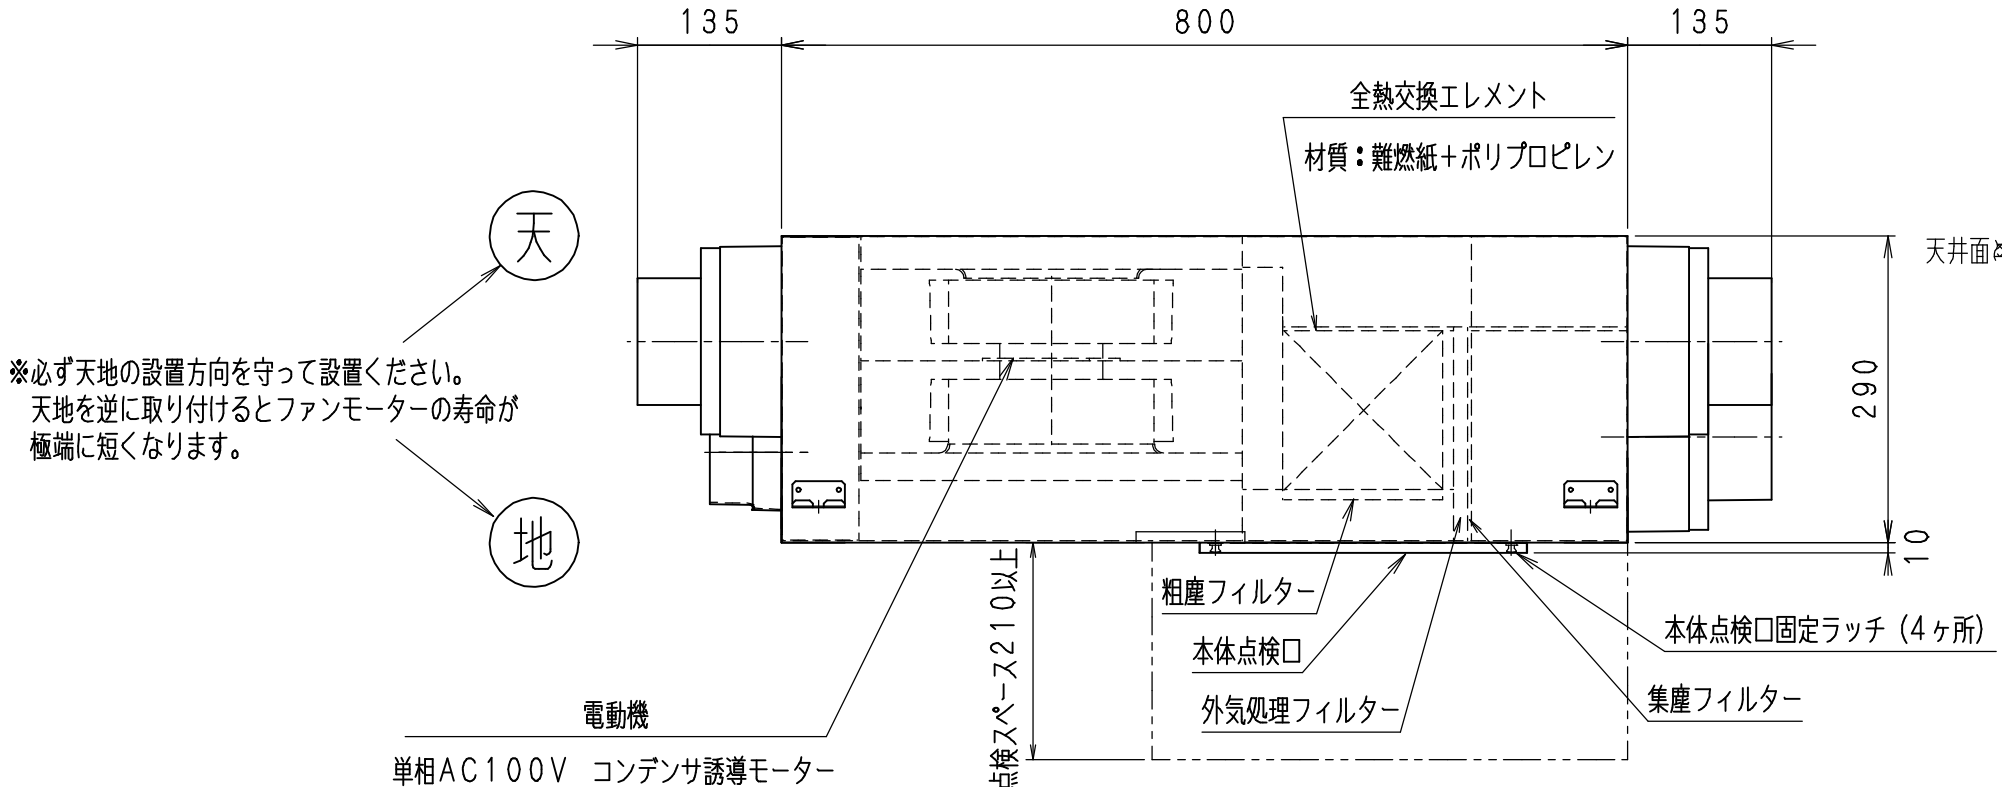 135
800
135
全熱交換エレメント
材質：難燃紙＋ポリプロピレン
天
天井面
※必ず天地の設置方向を守って設置ください。
天地を逆に取り付けるとファンモーターの寿命が
極端に短くなります。
290
地
10
点検スペース210以上
粗塵フィルター
本体点検口固定ラッチ（4ヶ所）
本体点検口
集塵フィルター
外気処理フィルター
電動機
単相AC100V　コンデンサ誘導モーター